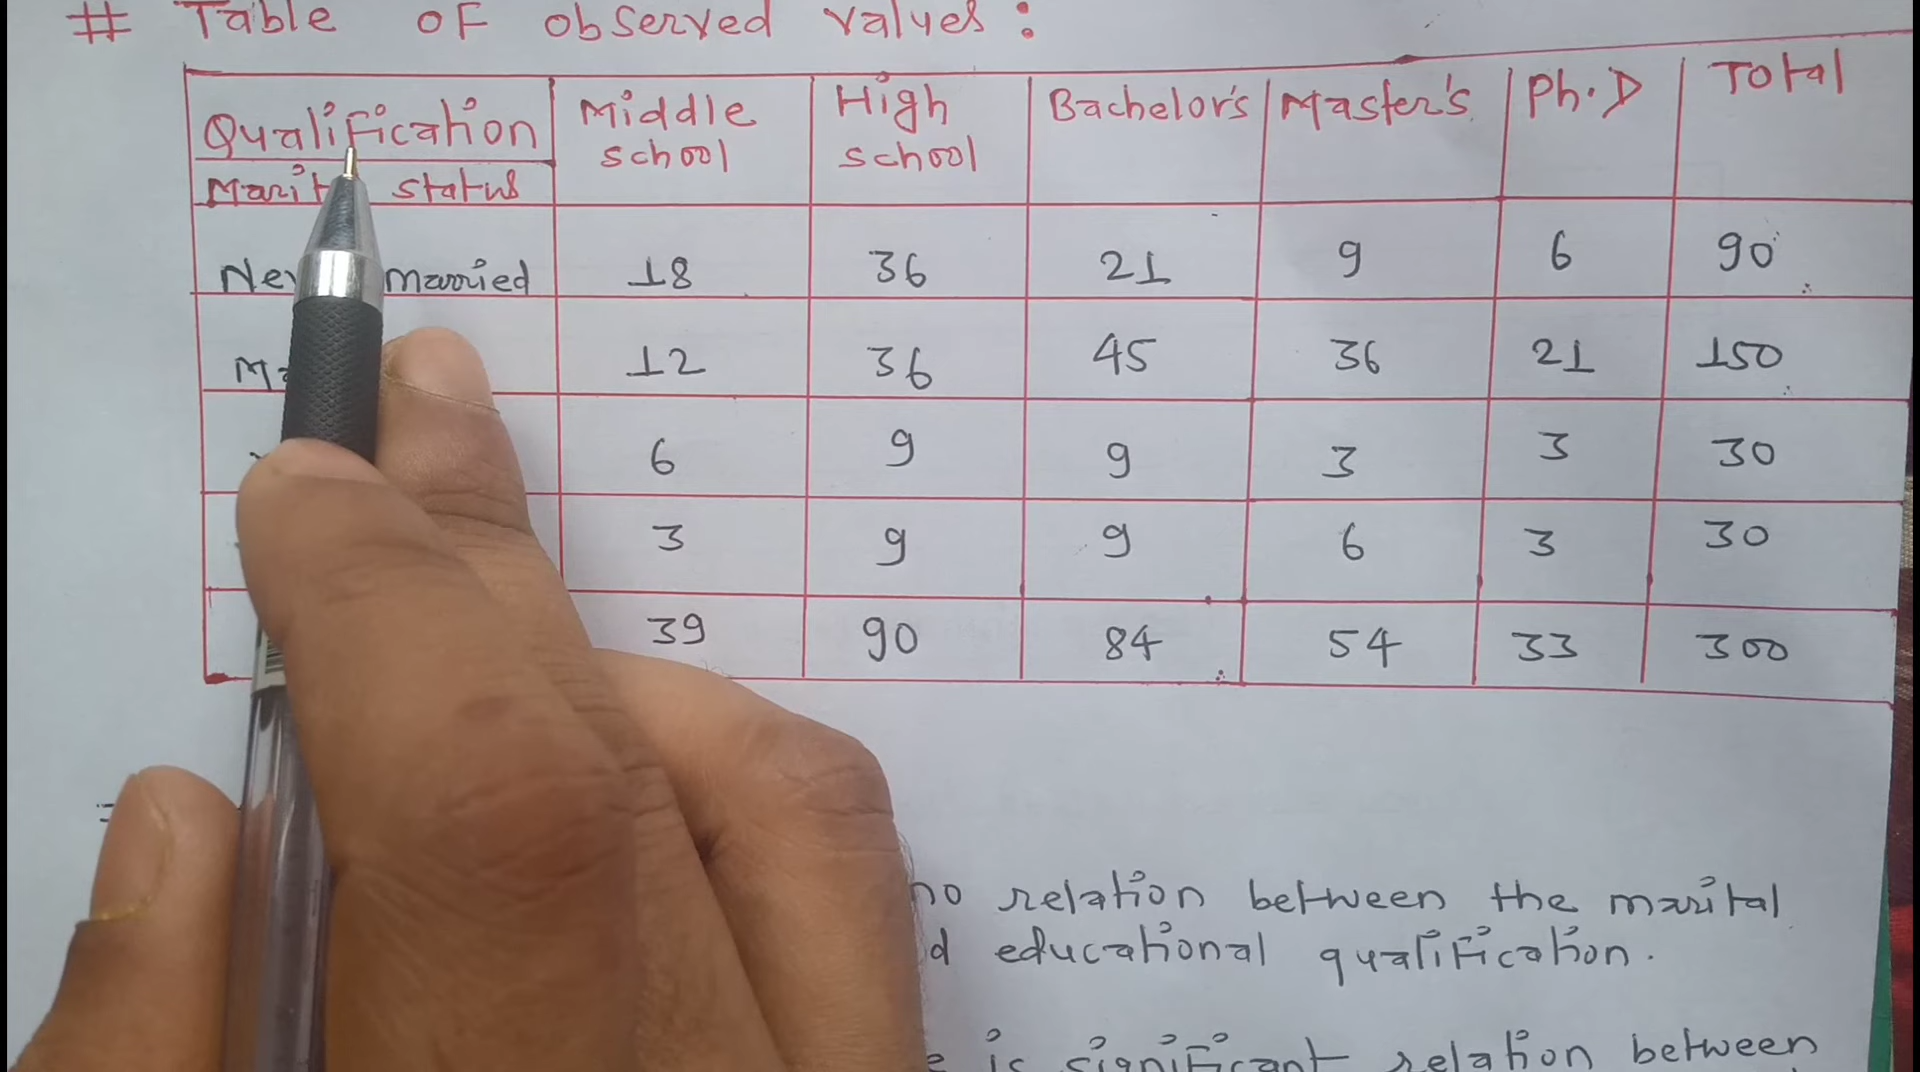 # Table of observed values :
Qualification Middle school High school Bachelor's Master's Ph.D Total
status
married 18 36 21 9 6 90
12 36 45 36 21 150
6 9 9 3 3 30
3 9 9 6 3 30
39 90 84 54 33 300
no relation between the marital
educational qualification.
is significant relation between